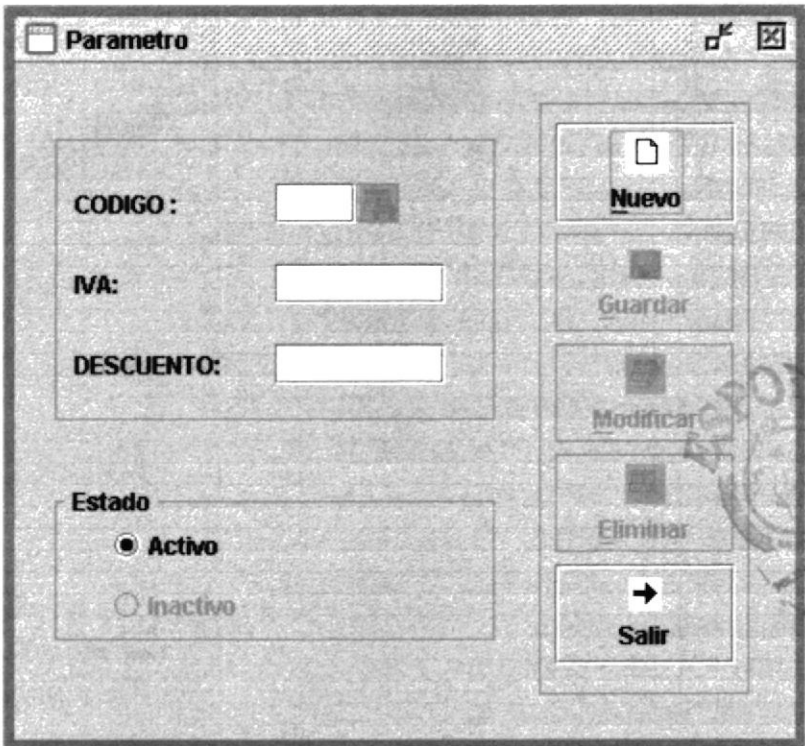 Parametro
CODIGO :
IVA:
DESCUENTO:
Estado
Activo
Inactivo
Nuevo
Guardar
Modificar
Eliminar
Salir